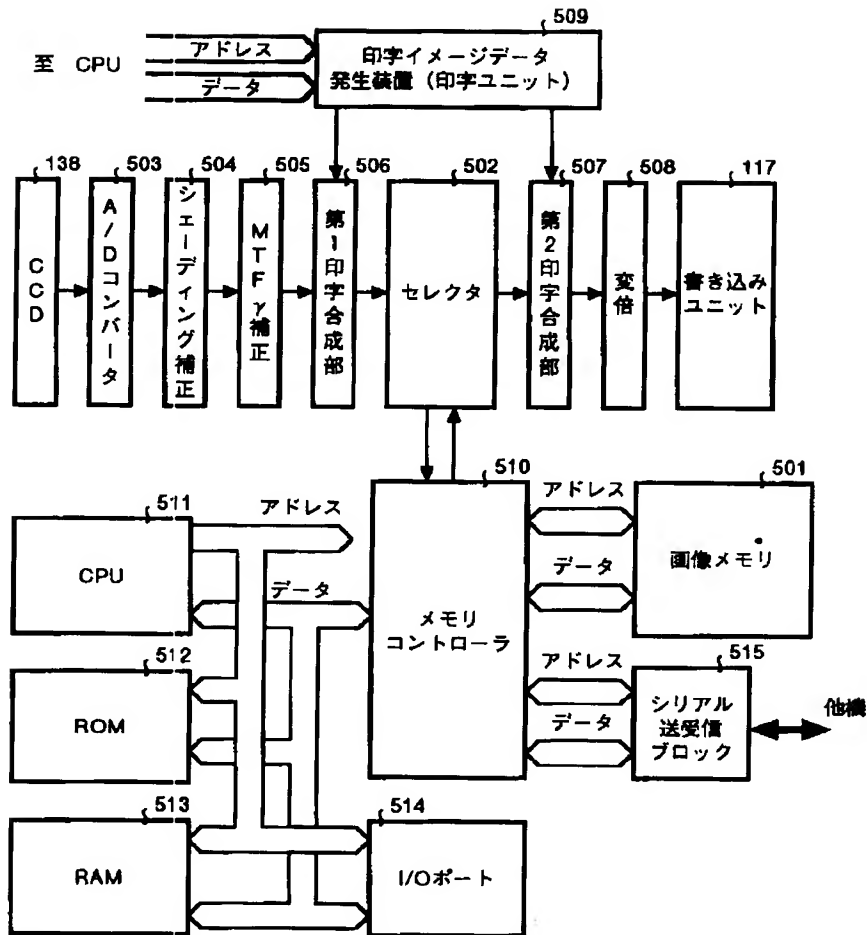 509
至 CPU
アドレス
データ
印字イメージデータ
発生装置（印字ユニット）
138
503
504
505
506
502
507
508
117
CCD
A/Dコンバータ
シェーディング補正
MTFγ補正
第1印字合成部
セレクタ
第2印字合成部
変倍
書き込み
ユニット
510
501
511
アドレス
アドレス
CPU
データ
データ
画像メモリ
メモリ
コントローラ
512
アドレス
515
ROM
データ
シリアル
送受信
ブロック
他機
513
514
RAM
I/Oポート